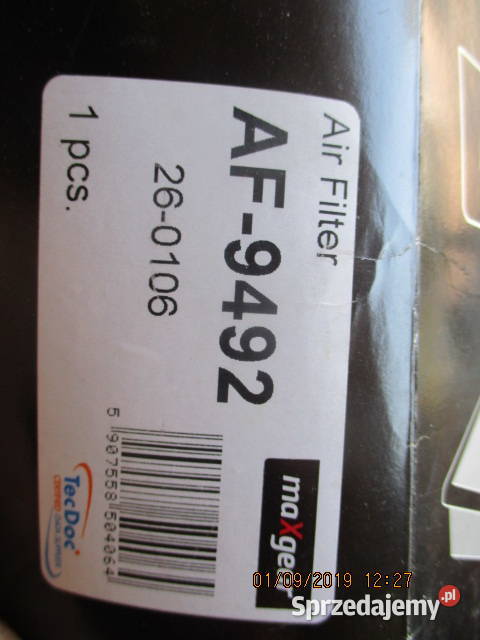 Air Filter
AF-9492
26-0106
1 pcs.
maXgear
5 907558 504064
TecDoc
01/09/2019 12:27
Sprzedajemy.pl